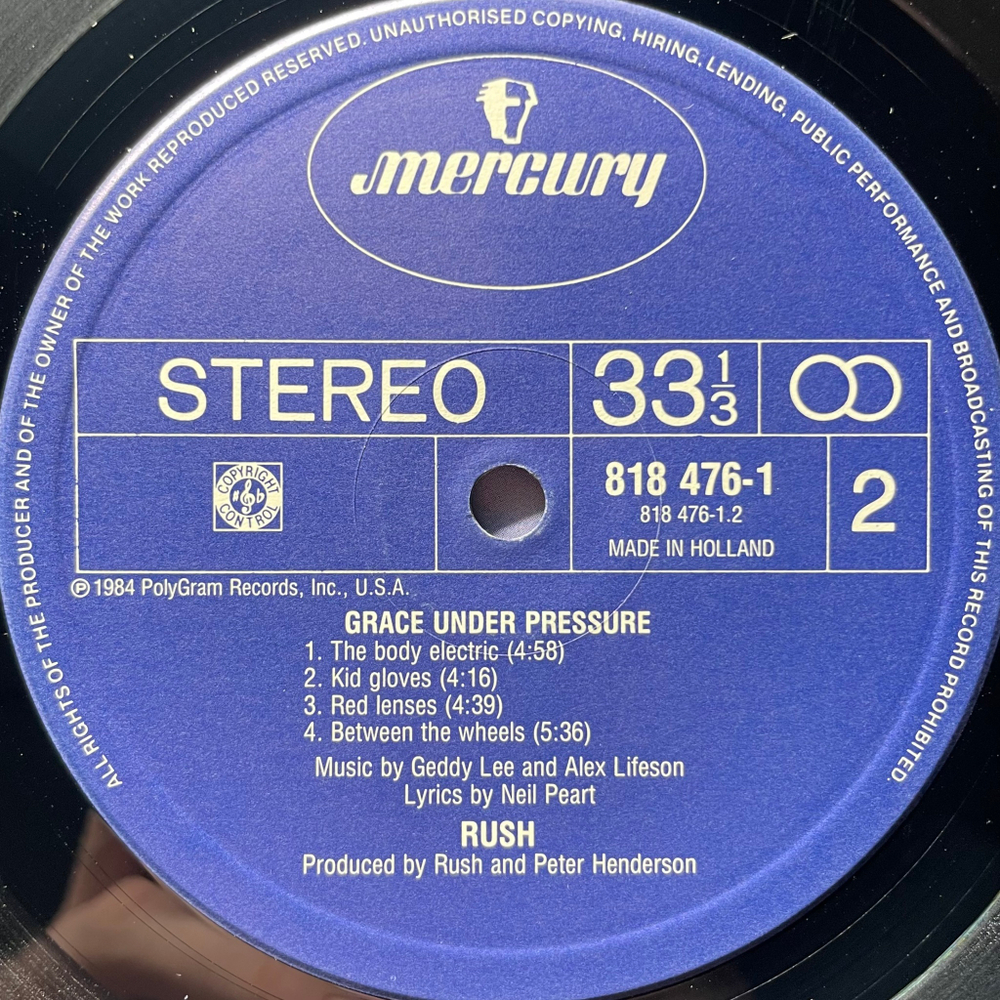 ALL RIGHTS OF THE PRODUCER AND OF THE OWNER OF THE WORK REPRODUCED RESERVED. UNAUTHORISED COPYING, HIRING, LENDING, PUBLIC PERFORMANCE AND BROADCASTING OF THIS RECORD PROHIBITED.
mercury
STEREO
33 1/3
COPYRIGHT
CONTROL
818 476-1
818 476-1.2
MADE IN HOLLAND
2
℗ 1984 PolyGram Records, Inc., U.S.A.
GRACE UNDER PRESSURE
1. The body electric (4:58)
2. Kid gloves (4:16)
3. Red lenses (4:39)
4. Between the wheels (5:36)
Music by Geddy Lee and Alex Lifeson
Lyrics by Neil Peart
RUSH
Produced by Rush and Peter Henderson